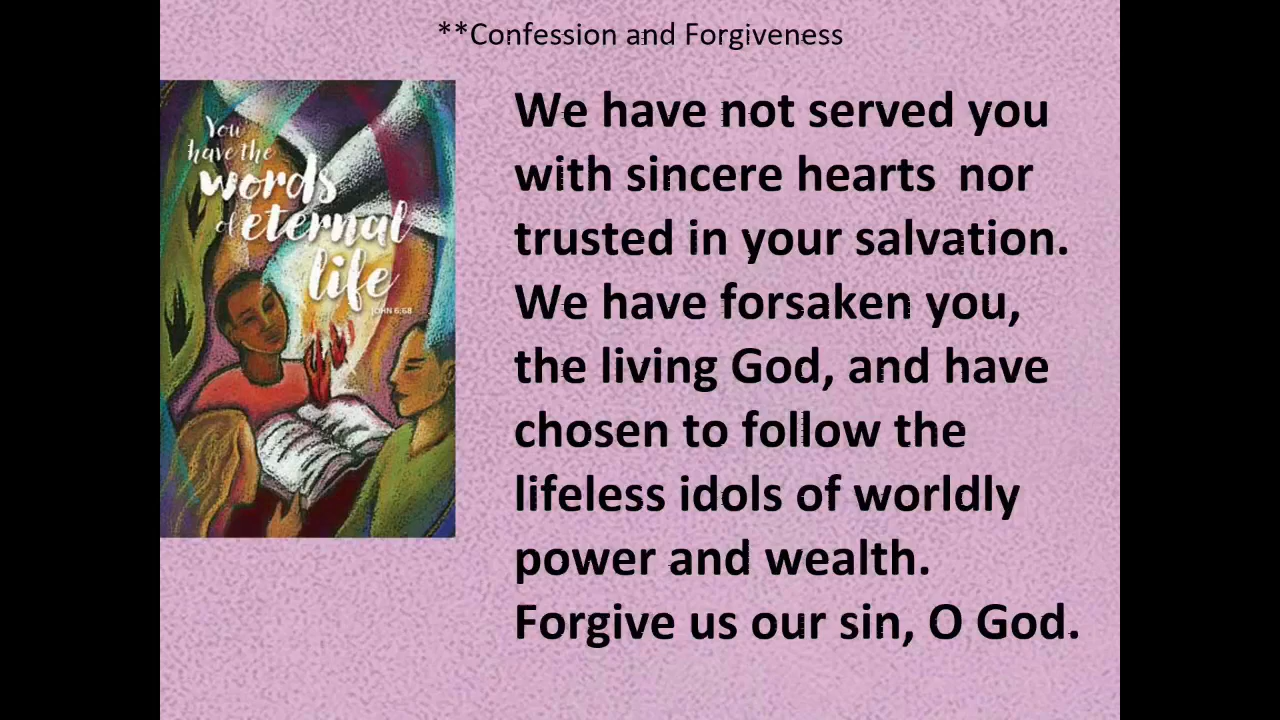 **Confession and Forgiveness
You
have the
words
of eternal
life
JOHN 6:68
We have not served you
with sincere hearts nor
trusted in your salvation.
We have forsaken you,
the living God, and have
chosen to follow the
lifeless idols of worldly
power and wealth.
Forgive us our sin, O God.